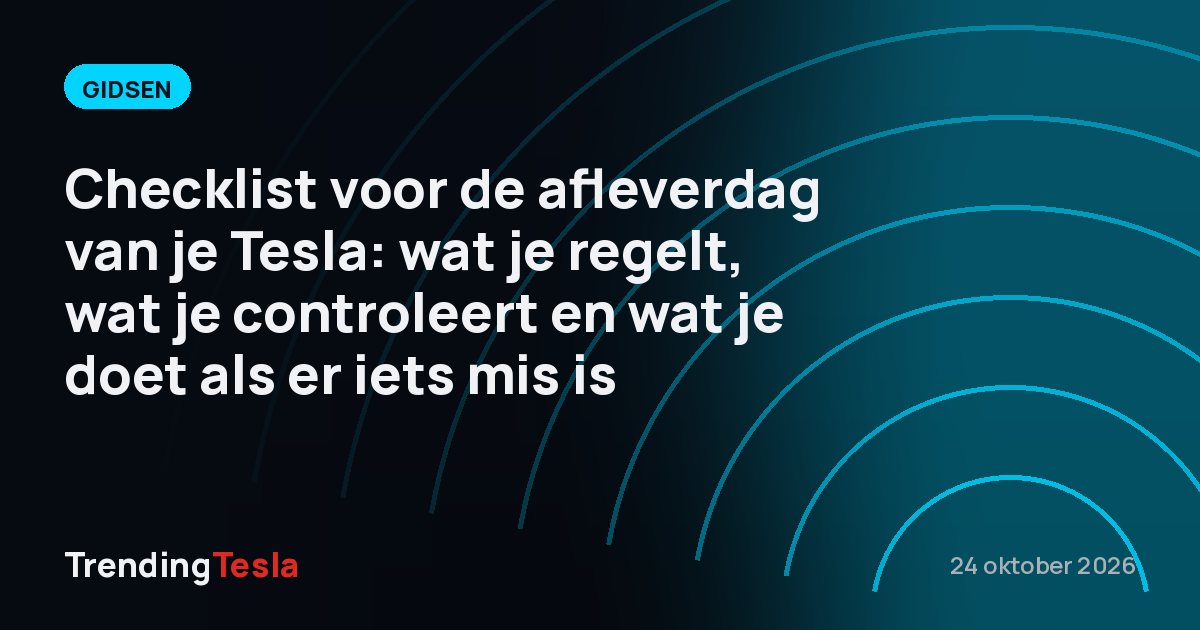 GIDSEN
Checklist voor de afleverdag
van je Tesla: wat je regelt,
wat je controleert en wat je
doet als er iets mis is
TrendingTesla
24 oktober 2026